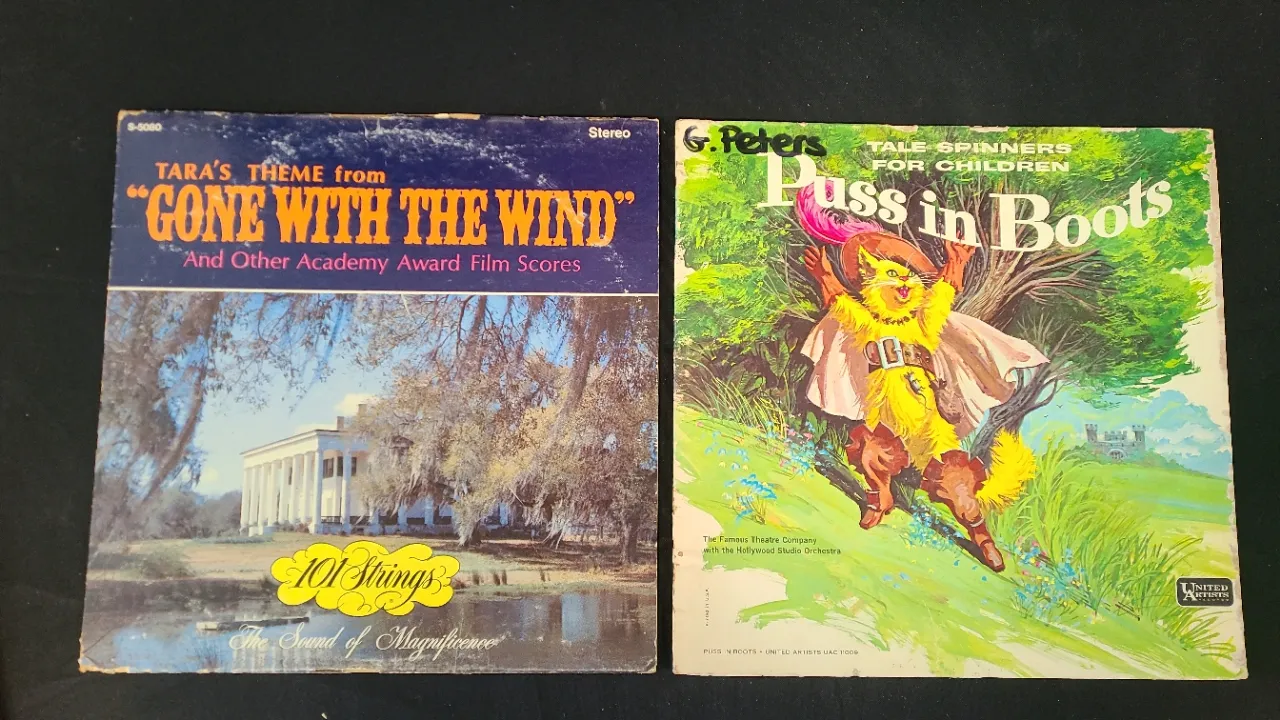 S-5080
Stereo
TARA'S THEME from
"GONE WITH THE WIND"
And Other Academy Award Film Scores
101 Strings
The Sound of Magnificence
G. Peters
TALE SPINNERS
FOR CHILDREN
Puss in Boots
The Famous Theatre Company
with the Hollywood Studio Orchestra
UNITED
ARTISTS
PUSS IN BOOTS • UNITED ARTISTS UAC